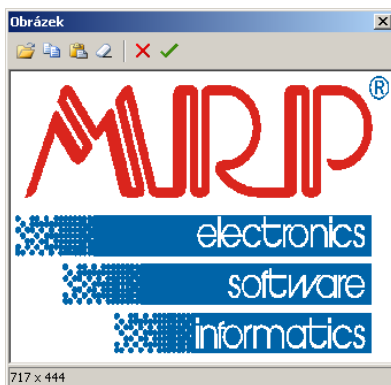 Obrázek
MRP®
electronics
software
informatics
717 x 444